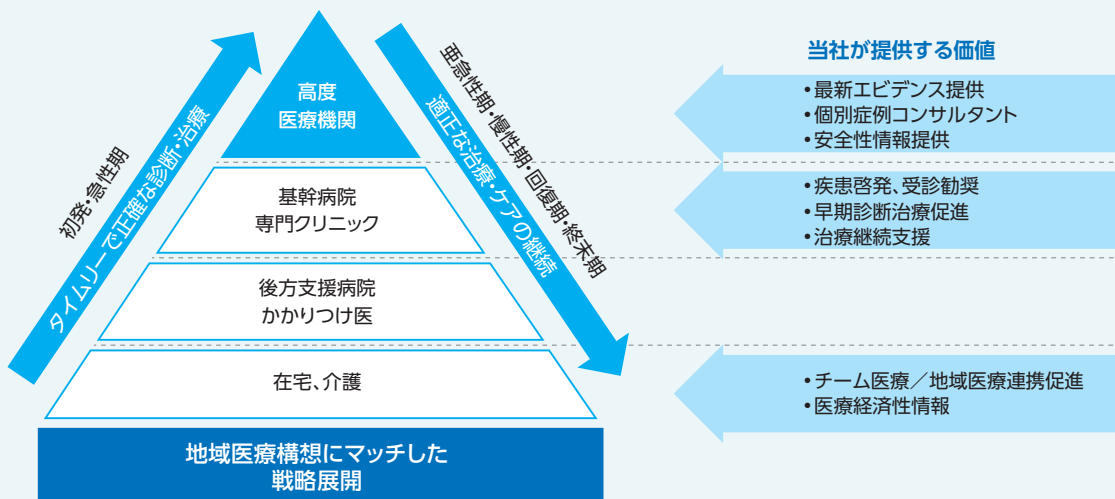 初発・急性期
タイムリーで正確な診断・治療
亜急性期・慢性期・回復期・終末期
適正な治療・ケアの継続
高度
医療機関
基幹病院
専門クリニック
後方支援病院
かかりつけ医
在宅、介護
地域医療構想にマッチした
戦略展開
当社が提供する価値
•最新エビデンス提供
•個別症例コンサルタント
•安全性情報提供
•疾患啓発、受診勧奨
•早期診断治療促進
•治療継続支援
•チーム医療／地域医療連携促進
•医療経済性情報